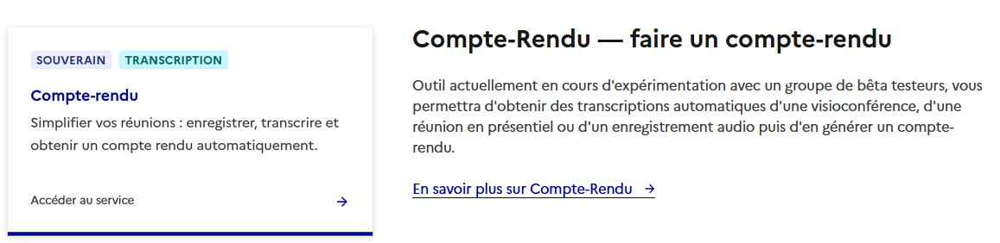 SOUVERAIN TRANSCRIPTION
Compte-rendu
Simplifier vos réunions : enregistrer, transcrire et
obtenir un compte rendu automatiquement.
Accéder au service →
Compte-Rendu — faire un compte-rendu
Outil actuellement en cours d'expérimentation avec un groupe de bêta testeurs, vous
permettra d'obtenir des transcriptions automatiques d'une visioconférence, d'une
réunion en présentiel ou d'un enregistrement audio puis d'en générer un compte-
rendu.
En savoir plus sur Compte-Rendu →